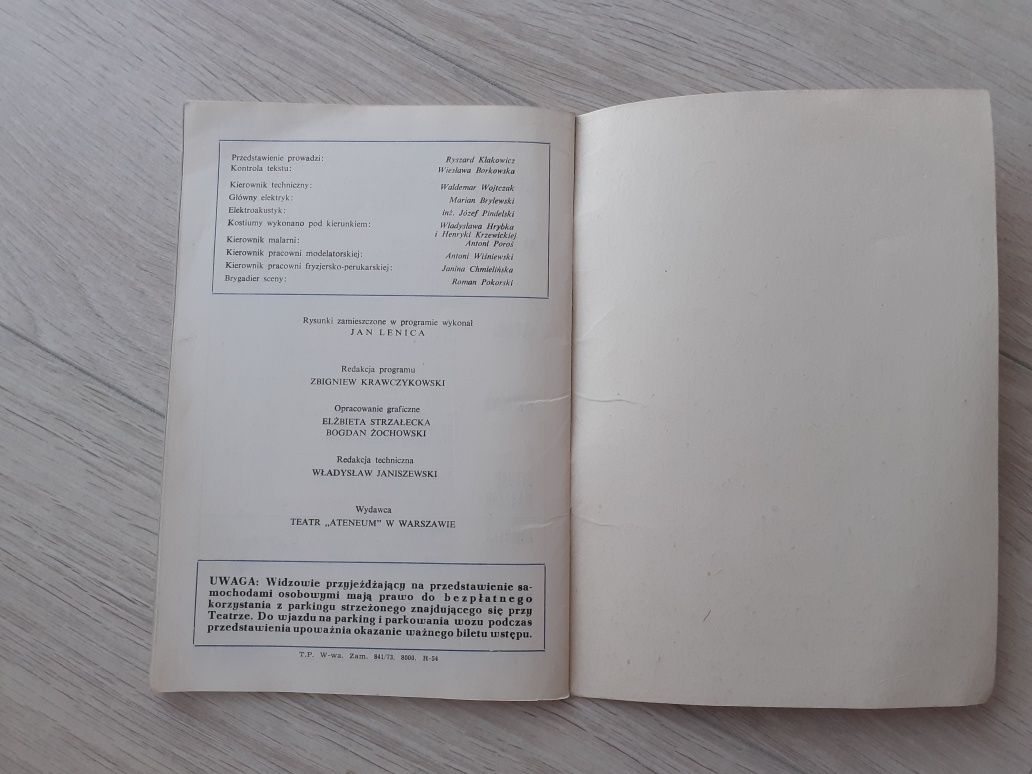 Przedstawienie prowadzi: Ryszard Kłakowicz
Kontrola tekstu: Wiesława Borkowska
Kierownik techniczny: Waldemar Wojtczak
Główny elektryk: Marian Brylewski
Elektroakustyk: inż. Józef Pindelski
Kostiumy wykonano pod kierunkiem: Władysława Hrybka
i Henryki Krzewickiej
Kierownik malarni: Antoni Poroś
Kierownik pracowni modelatorskiej: Antoni Wiśniewski
Kierownik pracowni fryzjersko-perukarskiej: Janina Chmielińska
Brygadier sceny: Roman Pokorski
Rysunki zamieszczone w programie wykonał
JAN LENICA
Redakcja programu
ZBIGNIEW KRAWCZYKOWSKI
Opracowanie graficzne
ELŻBIETA STRZAŁECKA
BOGDAN ŻOCHOWSKI
Redakcja techniczna
WŁADYSŁAW JANISZEWSKI
Wydawca
TEATR „ATENEUM” W WARSZAWIE
UWAGA: Widzowie przyjeżdżający na przedstawienie sa-
mochodami osobowymi mają prawo do bezpłatnego
korzystania z parkingu strzeżonego znajdującego się przy
Teatrze. Do wjazdu na parking i parkowania wozu podczas
przedstawienia upoważnia okazanie ważnego biletu wstępu.
T.P. W-wa. Zam. 841/73. 8000. R-54